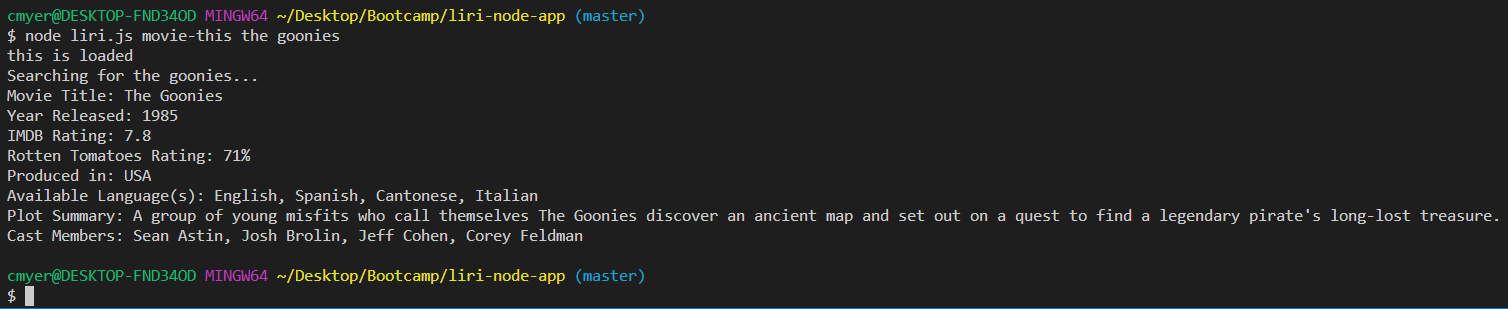 cmyer@DESKTOP-FND34OD MINGW64 ~/Desktop/Bootcamp/liri-node-app (master)
$ node liri.js movie-this the goonies
this is loaded
Searching for the goonies...
Movie Title: The Goonies
Year Released: 1985
IMDB Rating: 7.8
Rotten Tomatoes Rating: 71%
Produced in: USA
Available Language(s): English, Spanish, Cantonese, Italian
Plot Summary: A group of young misfits who call themselves The Goonies discover an ancient map and set out on a quest to find a legendary pirate's long-lost treasure.
Cast Members: Sean Astin, Josh Brolin, Jeff Cohen, Corey Feldman
cmyer@DESKTOP-FND34OD MINGW64 ~/Desktop/Bootcamp/liri-node-app (master)
$